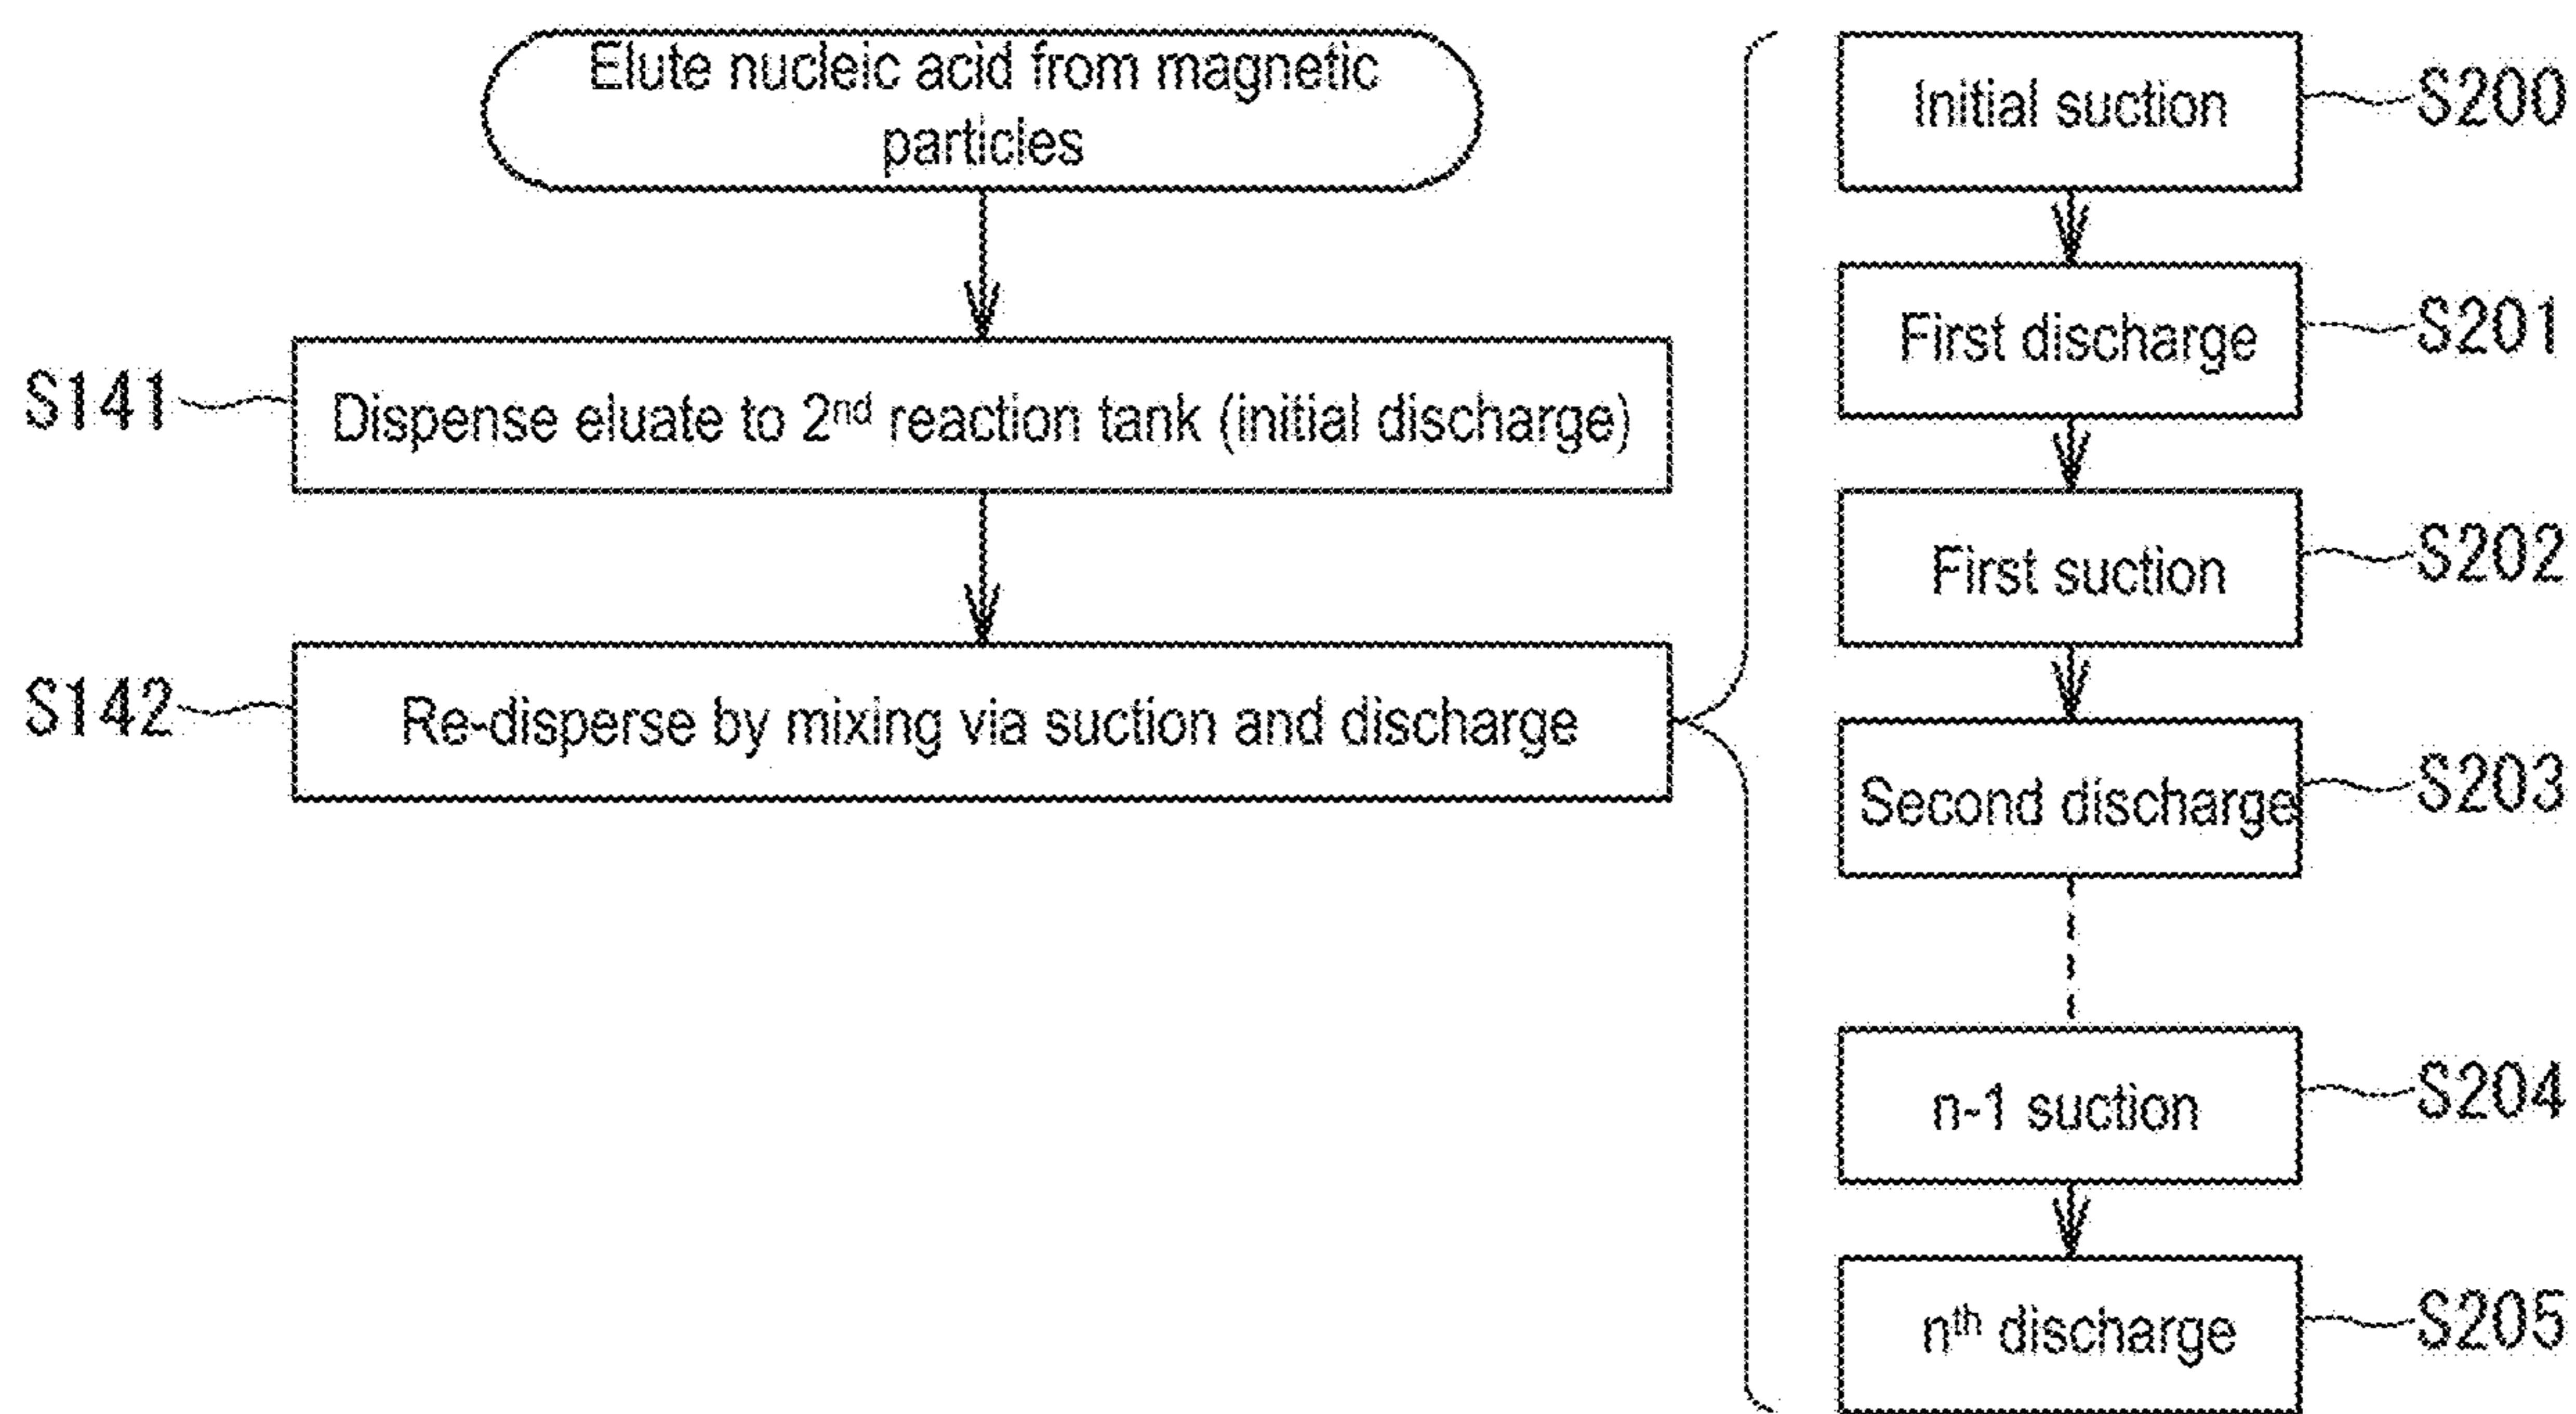 Elute nucleic acid from magnetic
particles
S141
Dispense eluate to 2nd reaction tank (initial discharge)
S142
Re-disperse by mixing via suction and discharge
Initial suction
S200
First discharge
S201
First suction
S202
Second discharge
S203
n-1 suction
S204
nth discharge
S205